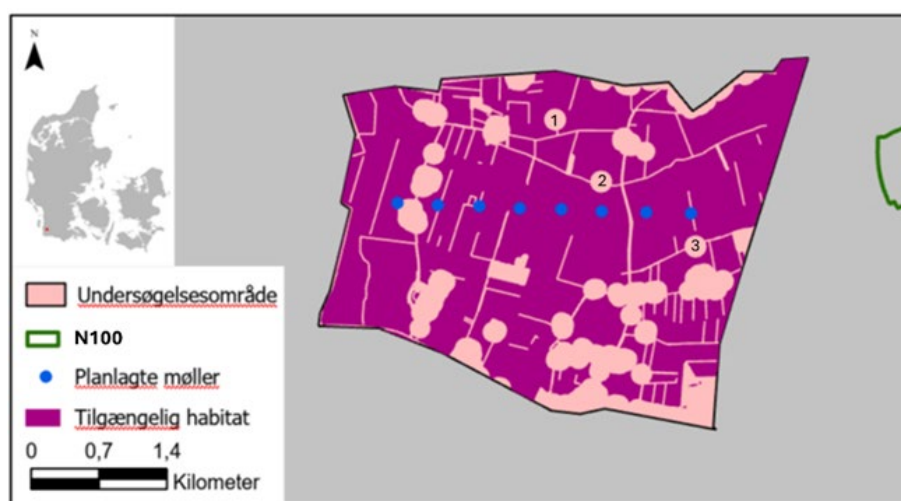 N
1
2
3
Undersøgelsesområde
N100
Planlagte møller
Tilgængelig habitat
0 0,7 1,4
Kilometer